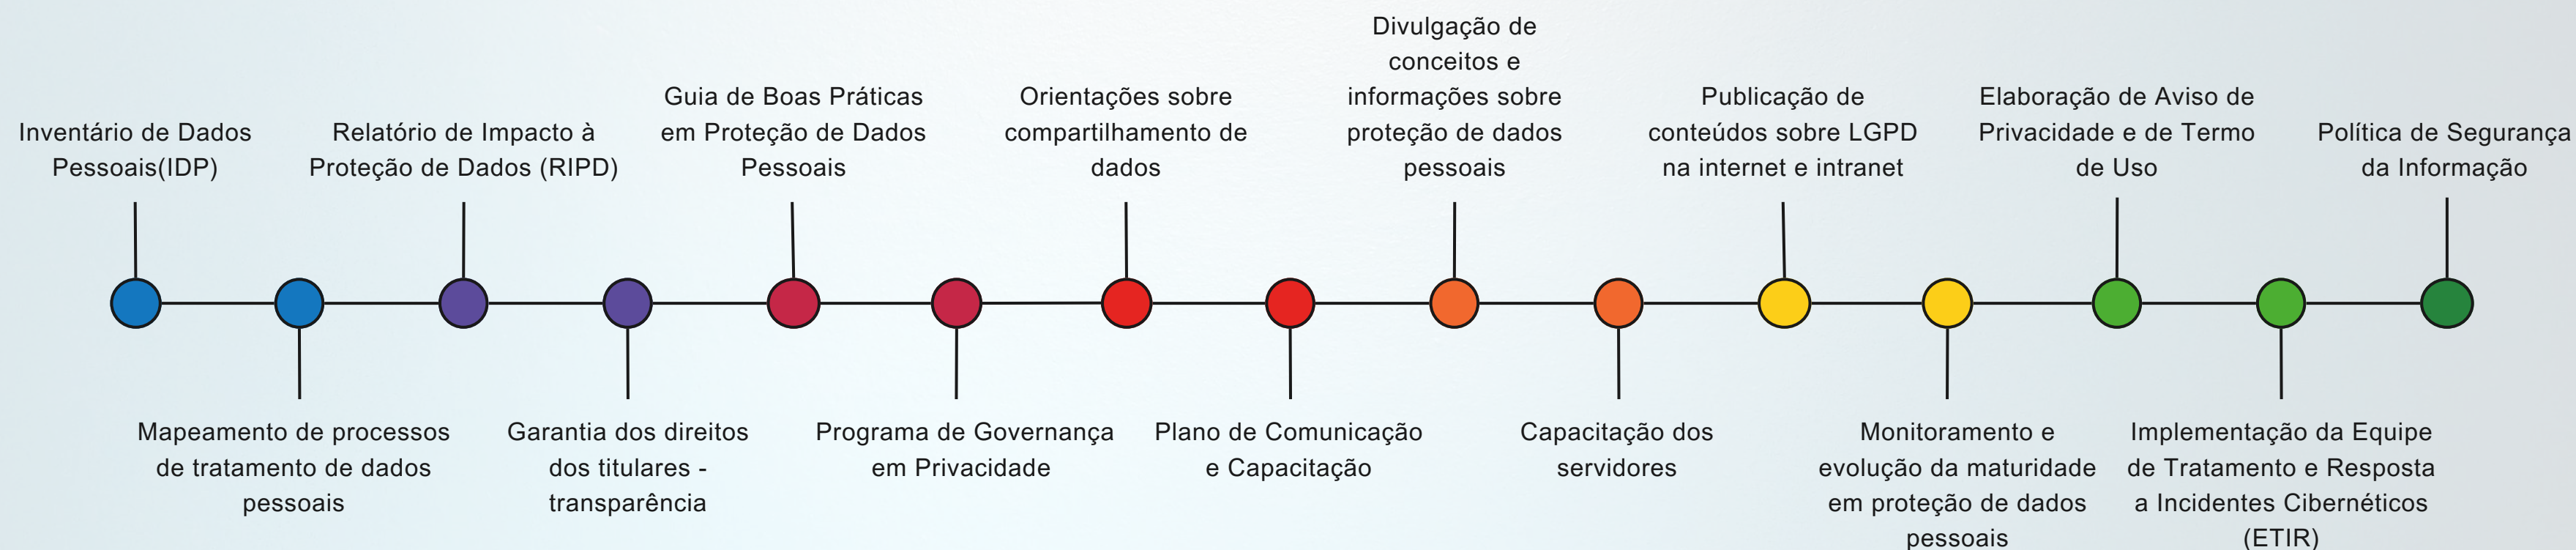 Inventário de Dados
Pessoais(IDP)
Mapeamento de processos
de tratamento de dados
pessoais
Relatório de Impacto à
Proteção de Dados (RIPD)
Garantia dos direitos
dos titulares -
transparência
Guia de Boas Práticas
em Proteção de Dados
Pessoais
Programa de Governança
em Privacidade
Orientações sobre
compartilhamento de
dados
Plano de Comunicação
e Capacitação
Divulgação de
conceitos e
informações sobre
proteção de dados
pessoais
Capacitação dos
servidores
Publicação de
conteúdos sobre LGPD
na internet e intranet
Monitoramento e
evolução da maturidade
em proteção de dados
pessoais
Elaboração de Aviso de
Privacidade e de Termo
de Uso
Implementação da Equipe
de Tratamento e Resposta
a Incidentes Cibernéticos
(ETIR)
Política de Segurança
da Informação